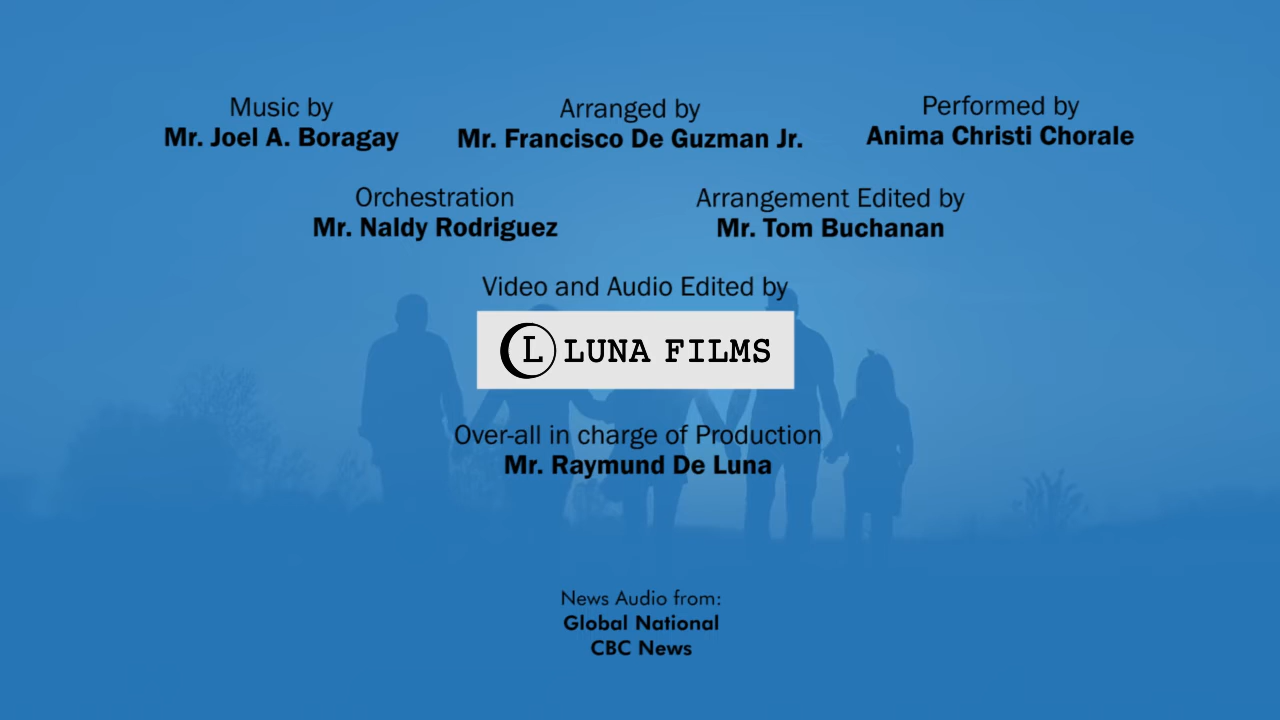 Music by
Mr. Joel A. Boragay
Arranged by
Mr. Francisco De Guzman Jr.
Performed by
Anima Christi Chorale
Orchestration
Mr. Naldy Rodriguez
Arrangement Edited by
Mr. Tom Buchanan
Video and Audio Edited by
L LUNA FILMS
Over-all in charge of Production
Mr. Raymund De Luna
News Audio from:
Global National
CBC News